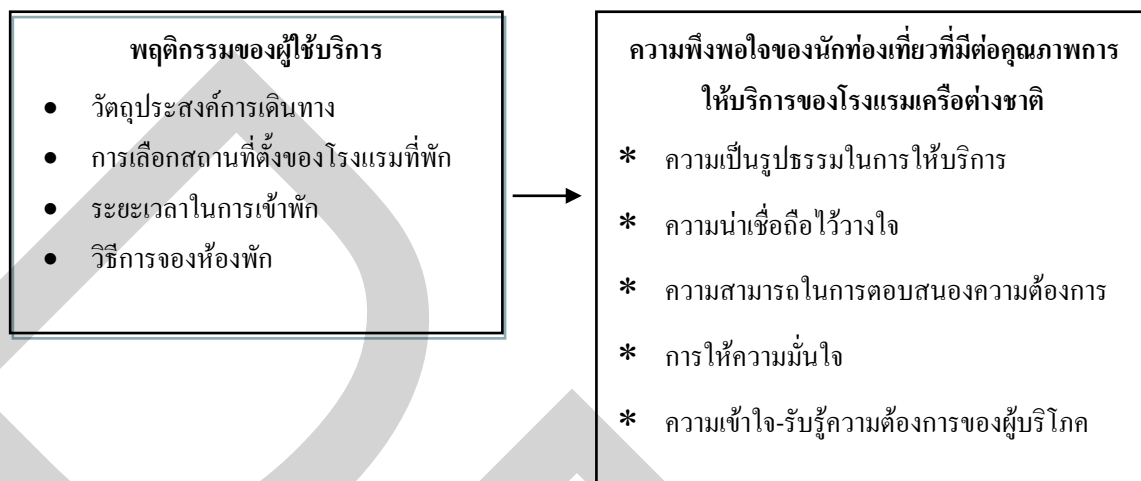 พฤติกรรมของผู้ใช้บริการ
● วัตถุประสงค์การเดินทาง
● การเลือกสถานที่ตั้งของโรงแรมที่พัก
● ระยะเวลาในการเข้าพัก
● วิธีการจองห้องพัก
ความพึงพอใจของนักท่องเที่ยวที่มีต่อคุณภาพการ
ให้บริการของโรงแรมเครือต่างชาติ
* ความเป็นรูปธรรมในการให้บริการ
* ความน่าเชื่อถือไว้วางใจ
* ความสามารถในการตอบสนองความต้องการ
* การให้ความมั่นใจ
* ความเข้าใจ-รับรู้ความต้องการของผู้บริโภค